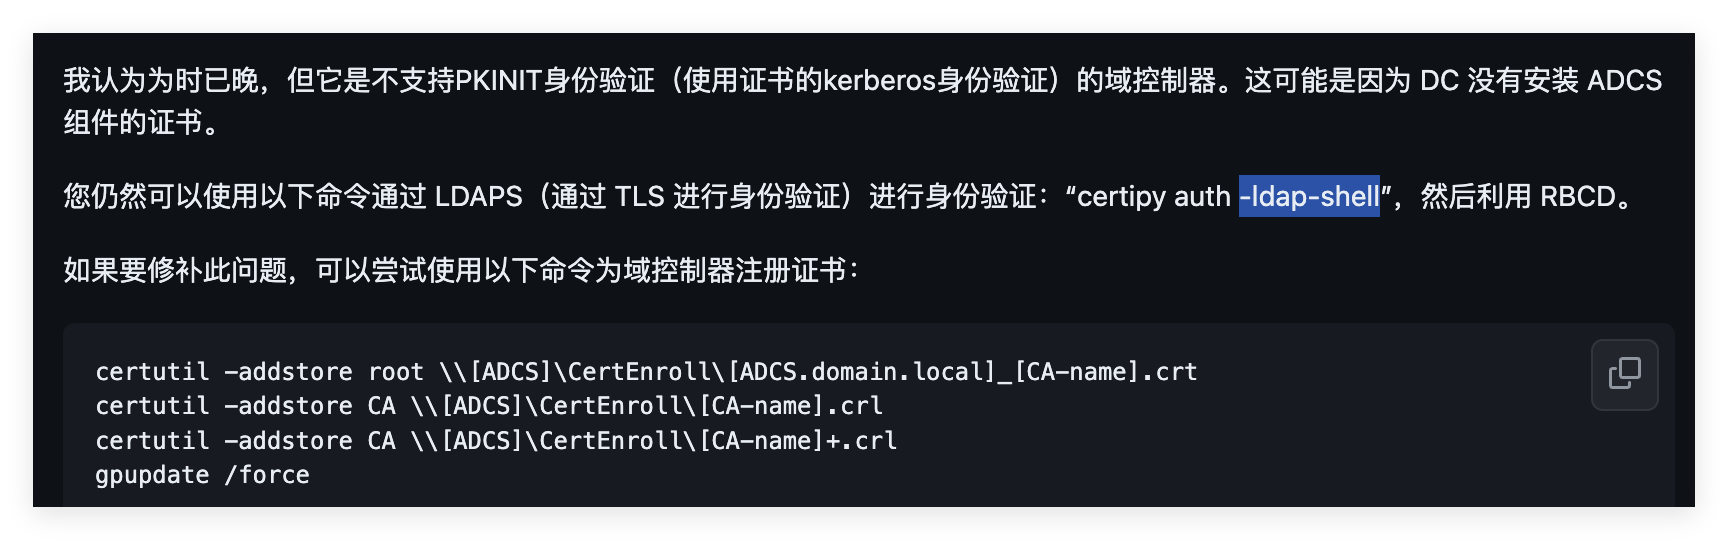 我认为为时已晚，但它是不支持PKINIT身份验证（使用证书的kerberos身份验证）的域控制器。这可能是因为 DC 没有安装 ADCS
组件的证书。
您仍然可以使用以下命令通过 LDAPS（通过 TLS 进行身份验证）进行身份验证：“certipy auth -ldap-shell”，然后利用 RBCD。
如果要修补此问题，可以尝试使用以下命令为域控制器注册证书：
certutil -addstore root \\[ADCS]\CertEnroll\[ADCS.domain.local]_[CA-name].crt
certutil -addstore CA \\[ADCS]\CertEnroll\[CA-name].crl
certutil -addstore CA \\[ADCS]\CertEnroll\[CA-name]+.crl
gpupdate /force